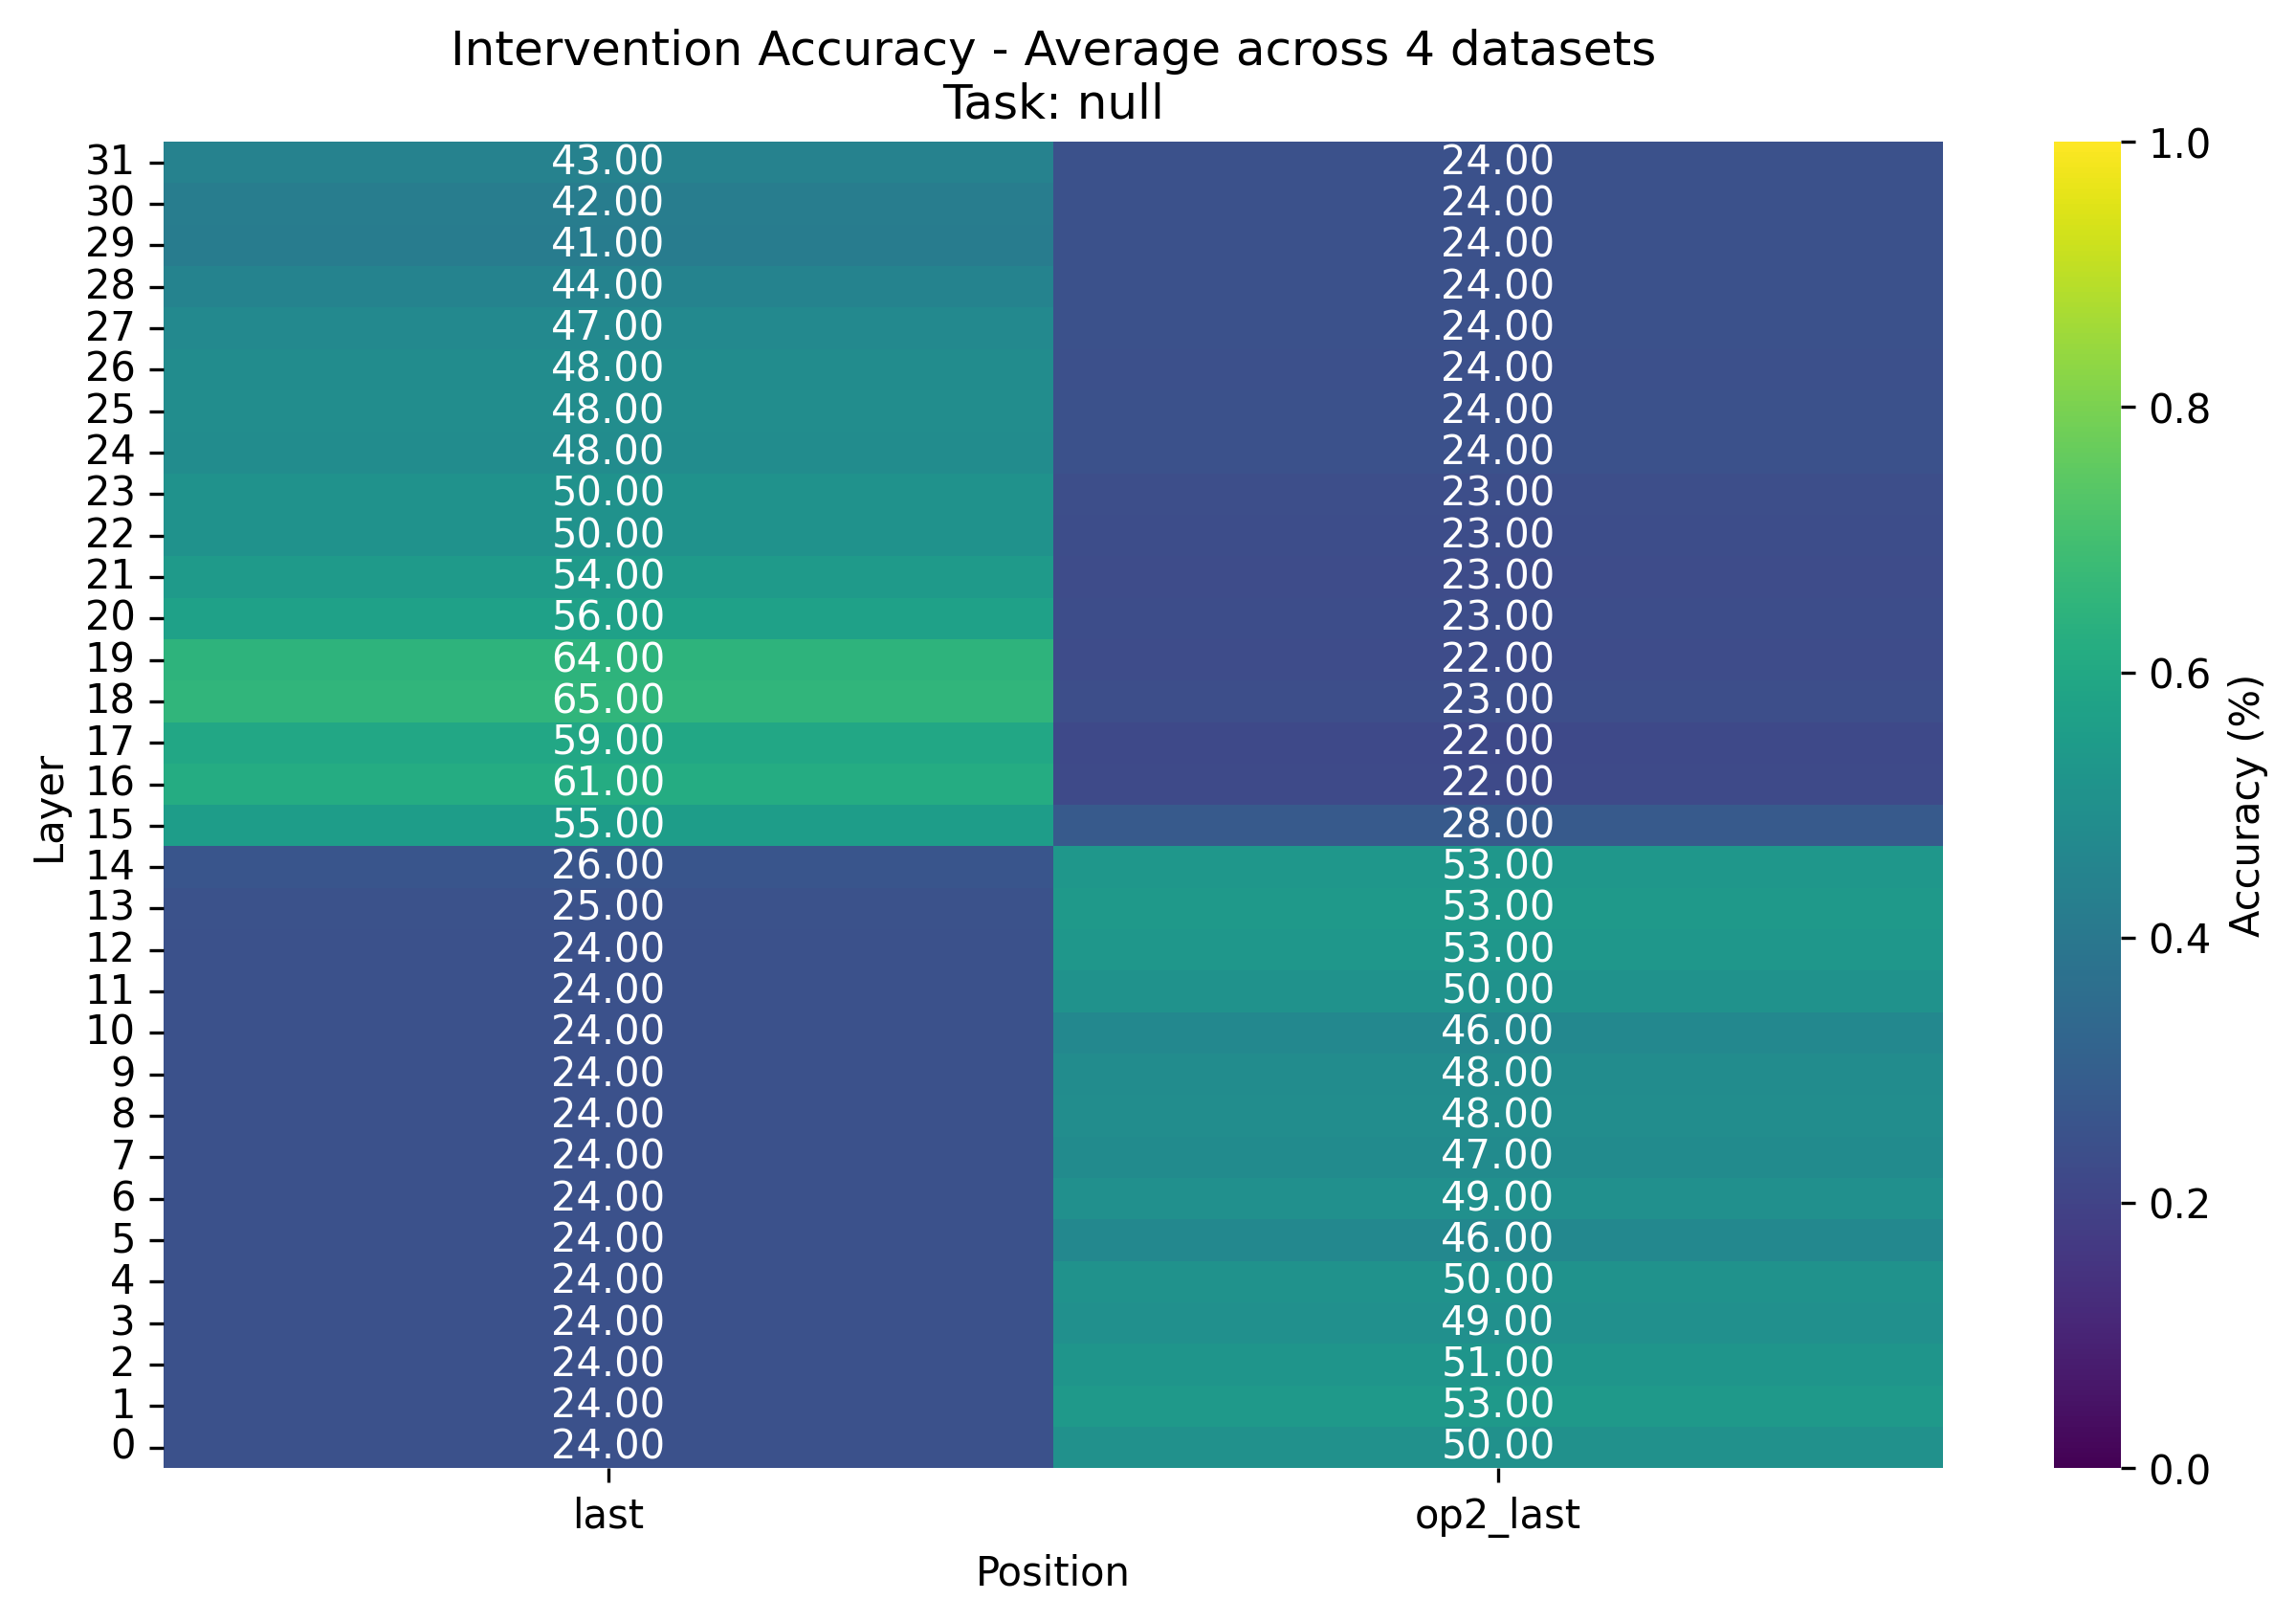 Intervention Accuracy - Average across 4 datasets
Task: null
31 43.00 24.00
30 42.00 24.00
29 41.00 24.00
28 44.00 24.00
27 47.00 24.00
26 48.00 24.00
25 48.00 24.00
24 48.00 24.00
23 50.00 23.00
22 50.00 23.00
21 54.00 23.00
20 56.00 23.00
19 64.00 22.00
18 65.00 23.00
17 59.00 22.00
16 61.00 22.00
15 55.00 28.00
14 26.00 53.00
13 25.00 53.00
12 24.00 53.00
11 24.00 50.00
10 24.00 46.00
9 24.00 48.00
8 24.00 48.00
7 24.00 47.00
6 24.00 49.00
5 24.00 46.00
4 24.00 50.00
3 24.00 49.00
2 24.00 51.00
1 24.00 53.00
0 24.00 50.00
last op2_last
Position
Layer
1.0
0.8
0.6
0.4
0.2
0.0
Accuracy (%)